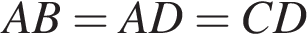 AB = AD = CD